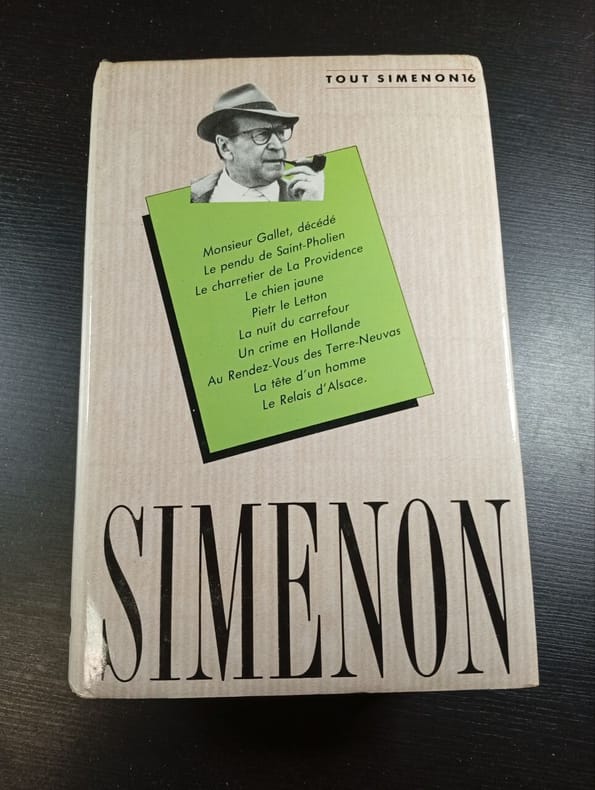 TOUT SIMENON 16
Monsieur Gallet, décédé
Le pendu de Saint-Pholien
Le charretier de La Providence
Le chien jaune
Pietr le Letton
La nuit du carrefour
Un crime en Hollande
Au Rendez-Vous des Terre-Neuvas
La tête d'un homme
Le Relais d'Alsace.
SIMENON